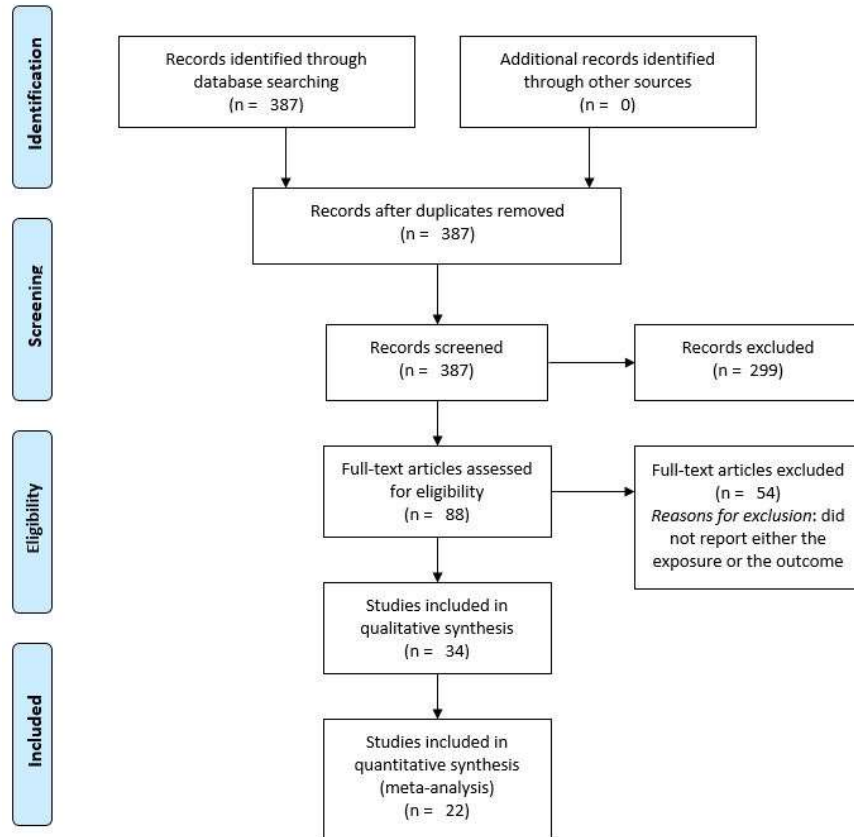 Identification
Records identified through
database searching
(n = 387)
Additional records identified
through other sources
(n = 0)
Records after duplicates removed
(n = 387)
Screening
Records screened
(n = 387)
Records excluded
(n = 299)
Eligibility
Full-text articles assessed
for eligibility
(n = 88)
Full-text articles excluded
(n = 54)
Reasons for exclusion: did
not report either the
exposure or the outcome
Studies included in
qualitative synthesis
(n = 34)
Included
Studies included in
quantitative synthesis
(meta-analysis)
(n = 22)